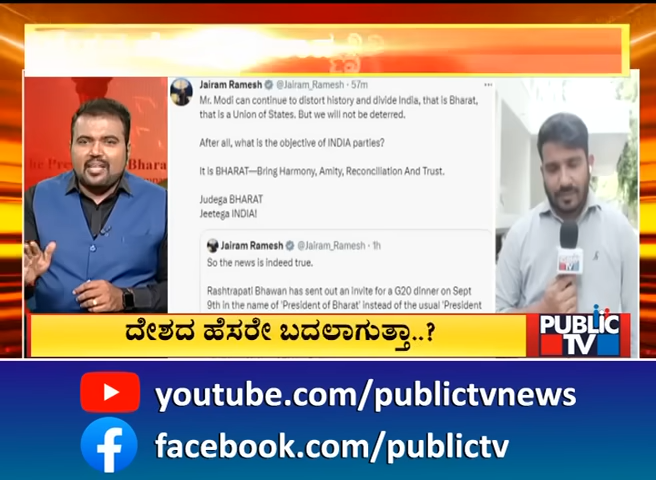 Jairam Ramesh @Jairam_Ramesh · 57m
Mr. Modi can continue to distort history and divide India, that is Bharat,
that is a Union of States. But we will not be deterred.
After all, what is the objective of INDIA parties?
It is BHARAT—Bring Harmony, Amity, Reconciliation And Trust.
Judega BHARAT
Jeetega INDIA!
Jairam Ramesh @Jairam_Ramesh · 1h
So the news is indeed true.
Rashtrapati Bhawan has sent out an invite for a G20 dinner on Sept
9th in the name of 'President of Bharat' instead of the usual 'President
Bharat
PUBLIC
TV
ದೇಶದ ಹೆಸರೇ ಬದಲಾಗುತ್ತಾ..?
PUBLIC
TV
youtube.com/publictvnews
facebook.com/publictv